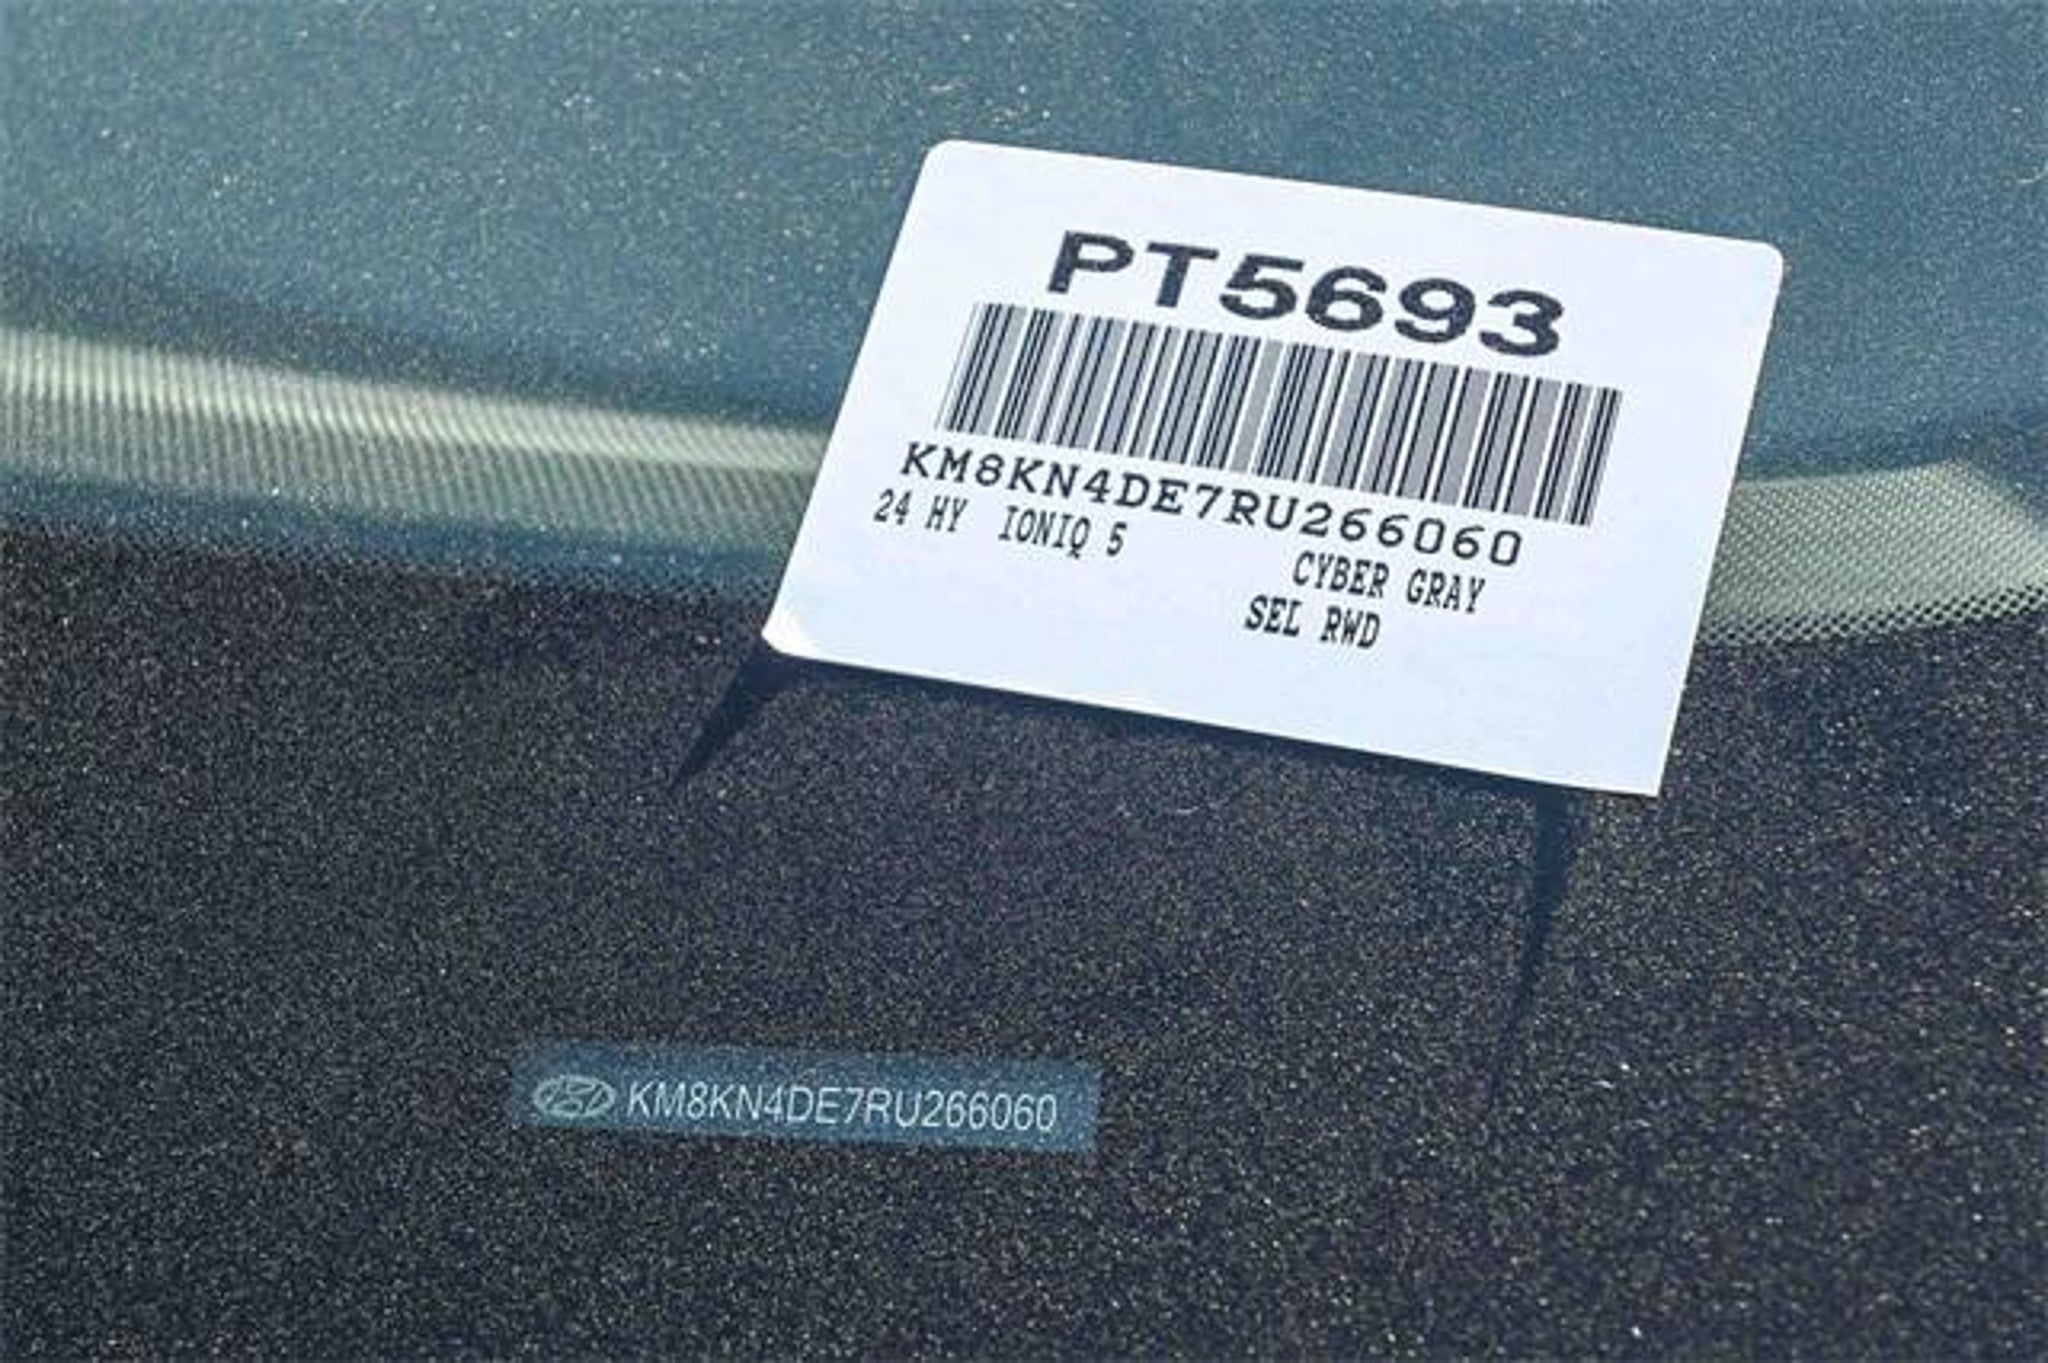 PT5693
KM8KN4DE7RU266060
24 HY IONIQ 5
CYBER GRAY
SEL RWD
KM8KN4DE7RU266060